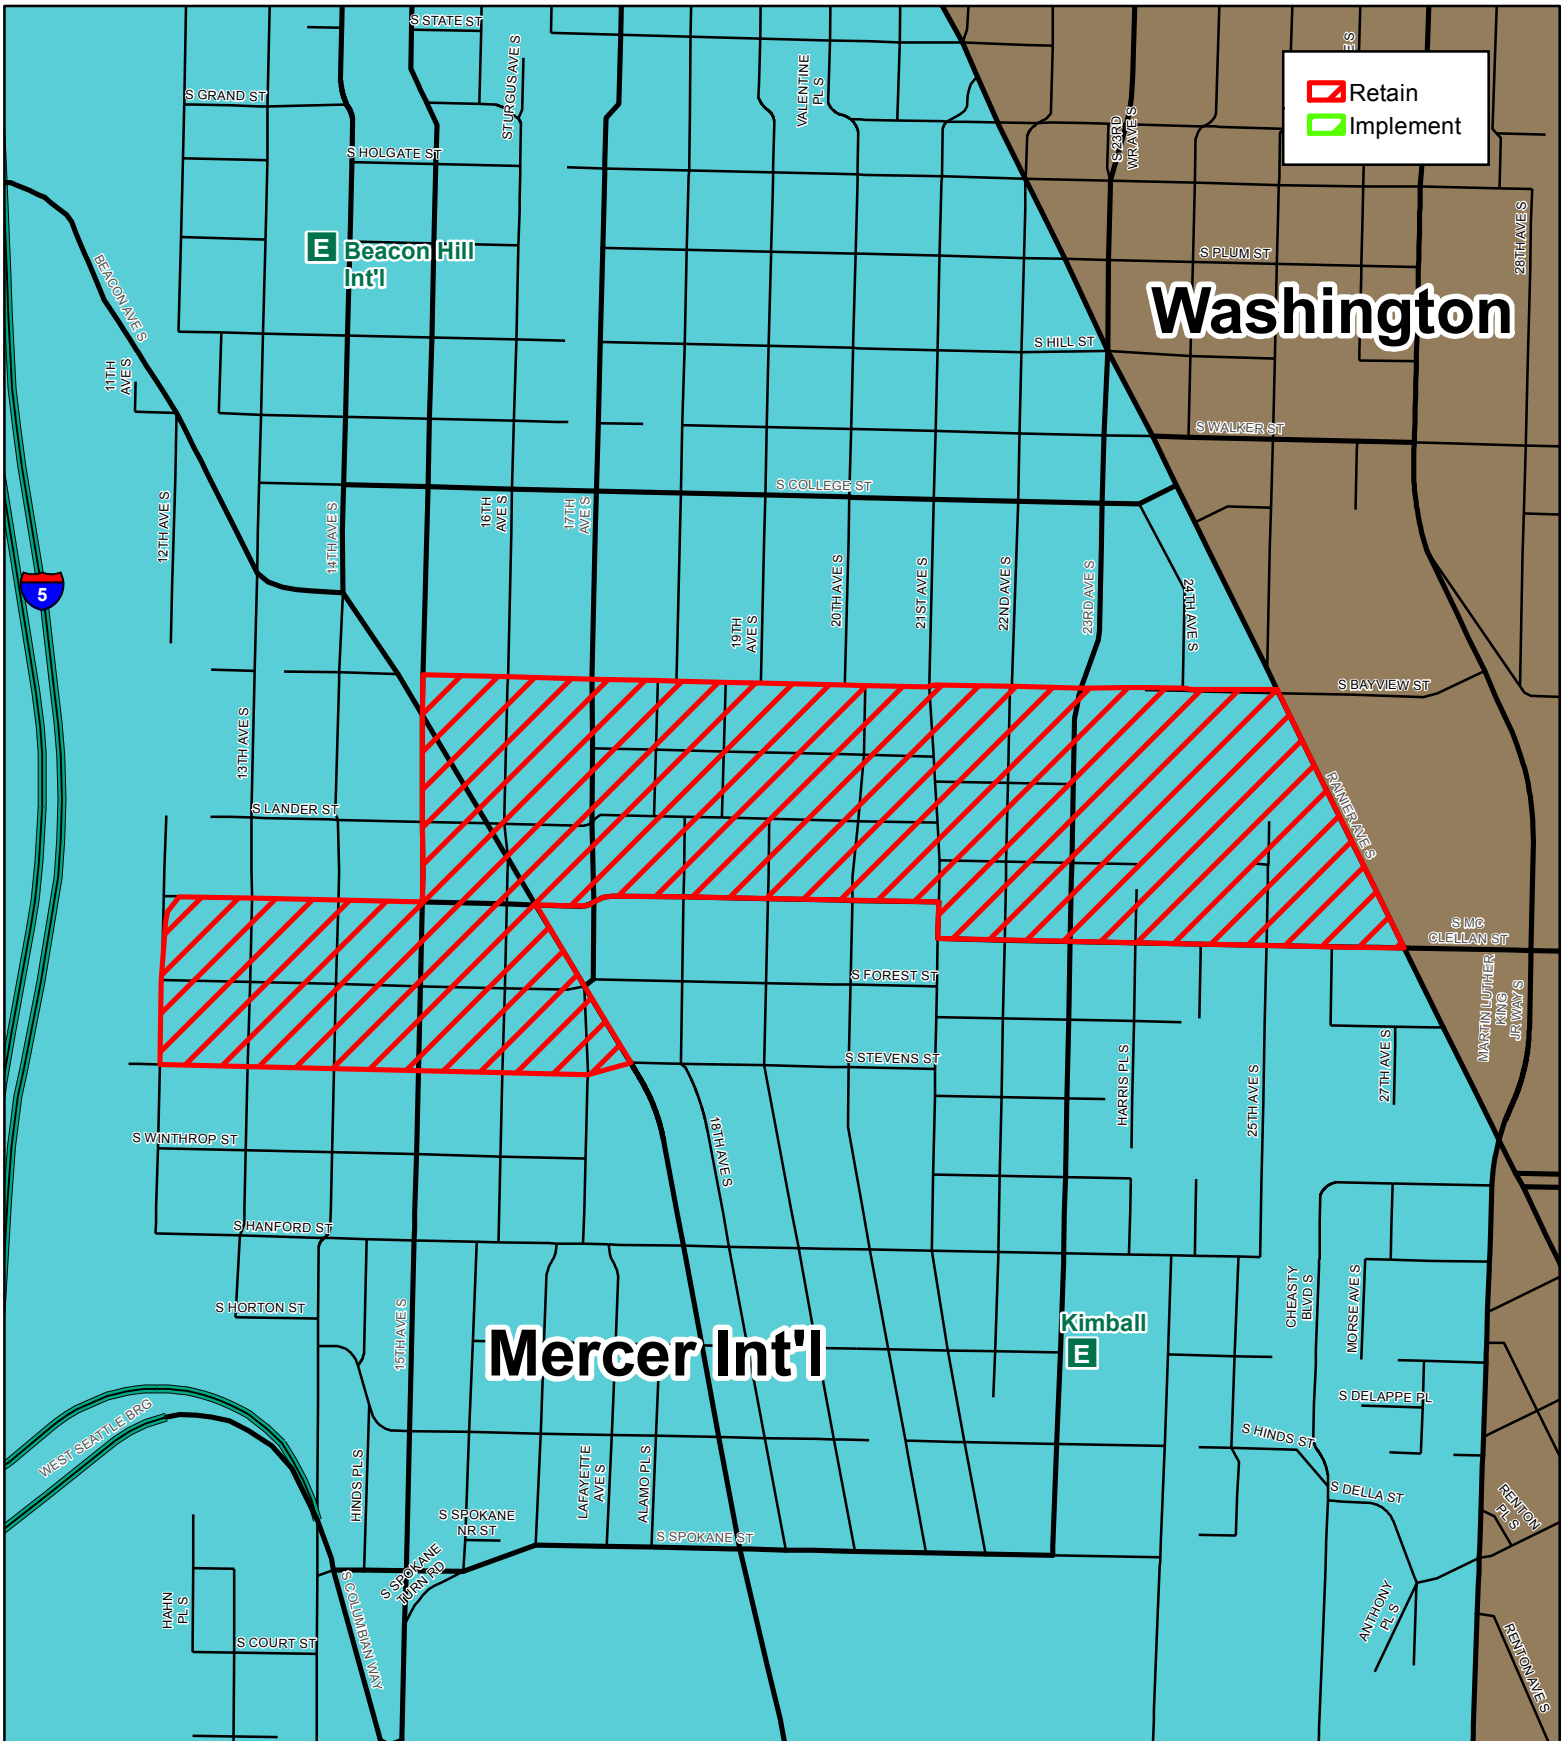 S STATE ST
STURGUS AVE S
VALENTINE
PL S
S GRAND ST
S HOLGATE ST
S 23RD
WR AVE S
E S
Retain
Implement
28TH AVE S
S PLUM ST
E
Beacon Hill
Int'l
Washington
BEACON AVE S
11TH
AVE S
S HILL ST
S WALKER ST
S COLLEGE ST
12TH AVE S
14TH AVE S
16TH
AVE S
17TH
AVE S
5
19TH
AVE S
20TH AVE S
21ST AVE S
22ND AVE S
23RD AVE S
24TH AVE S
S BAYVIEW ST
13TH AVE S
S LANDER ST
RAINIER AVE S
S MC
CLELLAN ST
S FOREST ST
MARTIN LUTHER
KING
JR WAY S
S STEVENS ST
HARRIS PL S
25TH AVE S
27TH AVE S
S WINTHROP ST
18TH AVE S
S HANFORD ST
S HORTON ST
15TH AVE S
Mercer Int'l
Kimball
E
CHEASTY
BLVD S
MORSE AVE S
S DELAPPE PL
WEST SEATTLE BRG
HINDS PL S
LAFAYETTE
AVE S
ALAMO PL S
S HINDS ST
S DELLA ST
RENTON
PL S
S SPOKANE
NR ST
S SPOKANE ST
S SPOKANE
TURN RD
HAHN
PL S
S COLUMBIAN WAY
S COURT ST
ANTHONY
PL S
RENTON AVE S